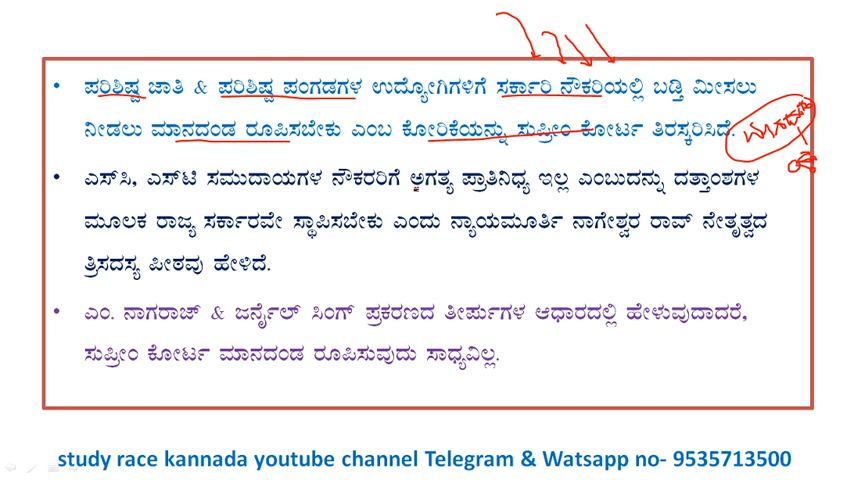 • ಪರಿಶಿಷ್ಟ ಜಾತಿ & ಪರಿಶಿಷ್ಟ ಪಂಗಡಗಳ ಉದ್ಯೋಗಿಗಳಿಗೆ ಸರ್ಕಾರಿ ನೌಕರಿಯಲ್ಲಿ ಬಡ್ತಿ ಮೀಸಲು
ನೀಡಲು ಮಾನದಂಡ ರೂಪಿಸಬೇಕು ಎಂಬ ಕೋರಿಕೆಯನ್ನು ಸುಪ್ರೀಂ ಕೋರ್ಟ ತಿರಸ್ಕರಿಸಿದೆ.
• ಎಸ್‌ಸಿ, ಎಸ್‌ಟಿ ಸಮುದಾಯಗಳ ನೌಕರರಿಗೆ ಅಗತ್ಯ ಪ್ರಾತಿನಿಧ್ಯ ಇಲ್ಲ ಎಂಬುದನ್ನು ದತ್ತಾಂಶಗಳ
ಮೂಲಕ ರಾಜ್ಯ ಸರ್ಕಾರವೇ ಸ್ಥಾಪಿಸಬೇಕು ಎಂದು ನ್ಯಾಯಮೂರ್ತಿ ನಾಗೇಶ್ವರ ರಾವ್ ನೇತೃತ್ವದ
ತ್ರಿಸದಸ್ಯ ಪೀಠವು ಹೇಳಿದೆ.
• ಎಂ. ನಾಗರಾಜ್ & ಜರ್ನೈಲ್ ಸಿಂಗ್ ಪ್ರಕರಣದ ತೀರ್ಪುಗಳ ಆಧಾರದಲ್ಲಿ ಹೇಳುವುದಾದರೆ,
ಸುಪ್ರೀಂ ಕೋರ್ಟ ಮಾನದಂಡ ರೂಪಿಸುವುದು ಸಾಧ್ಯವಿಲ್ಲ.
study race kannada youtube channel Telegram & Watsapp no- 9535713500